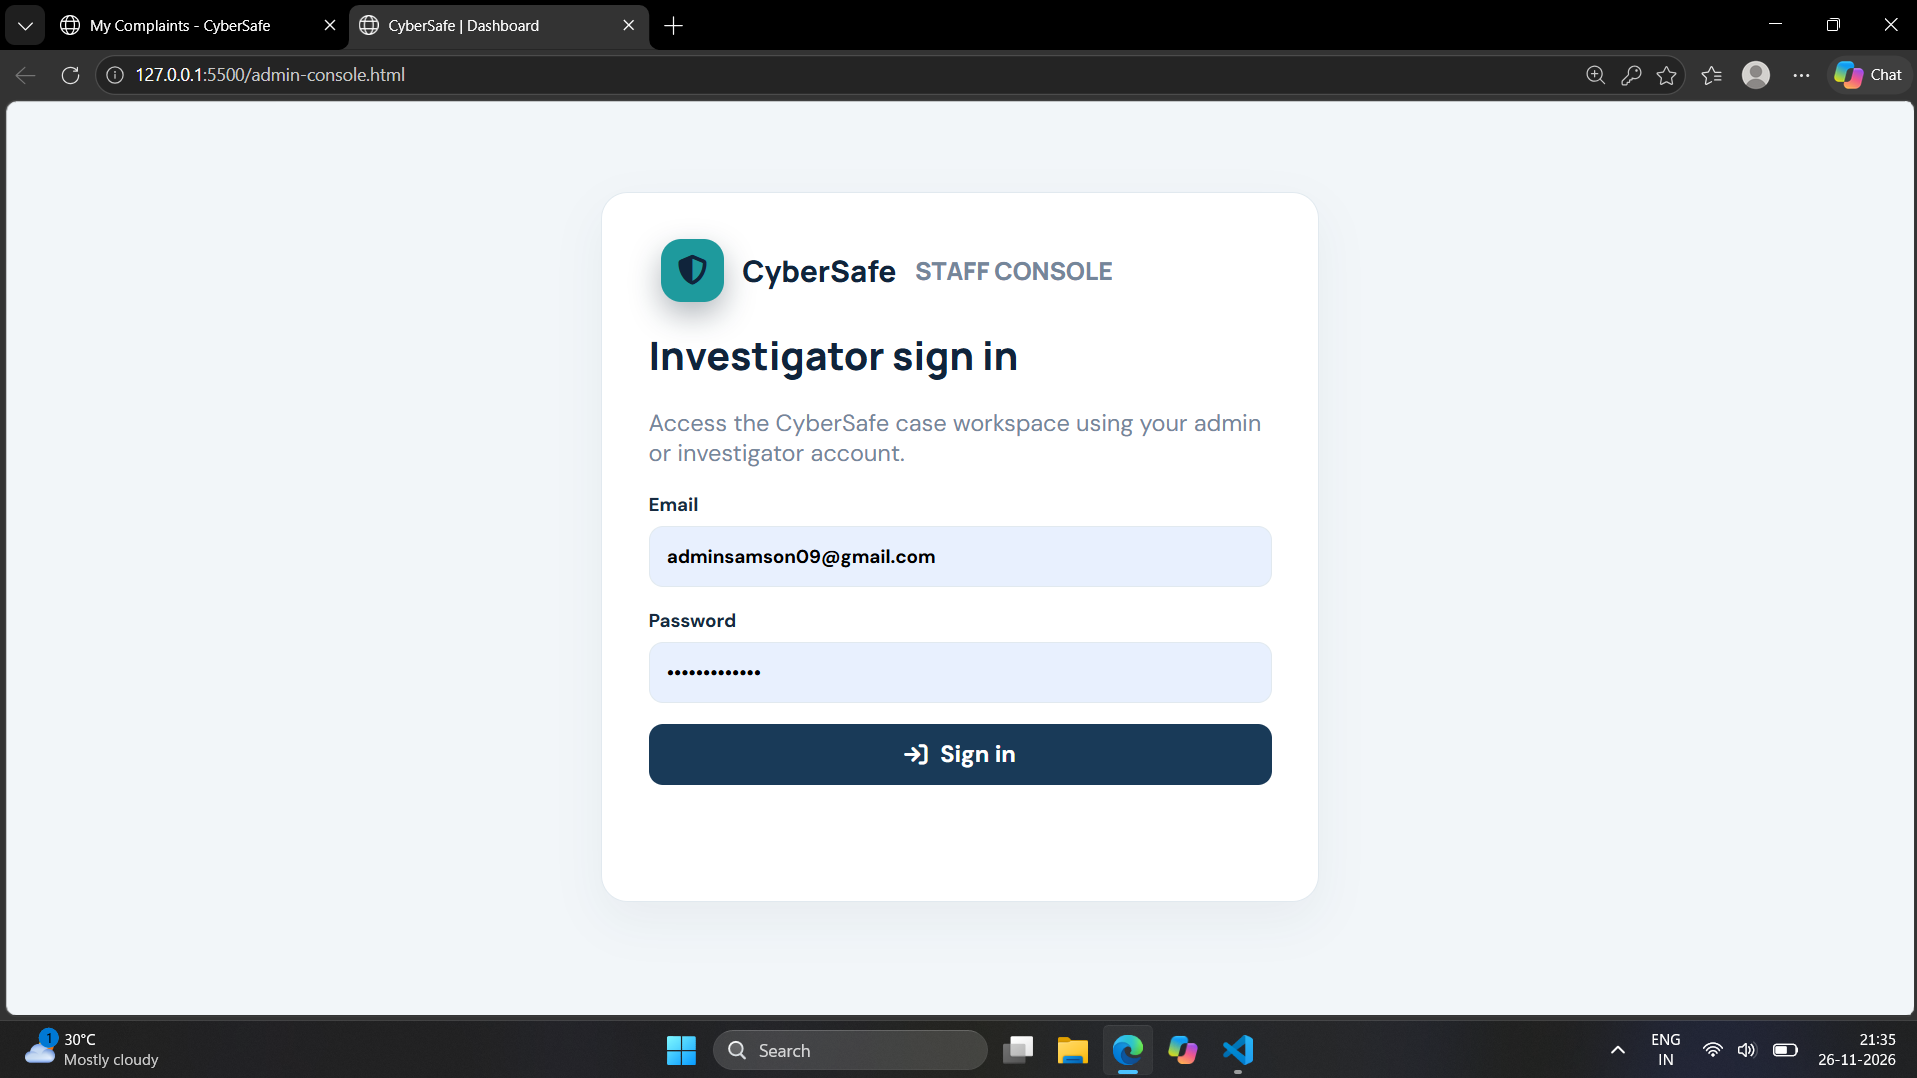 My Complaints - CyberSafe
CyberSafe | Dashboard
127.0.0.1:5500/admin-console.html
Chat
CyberSafe STAFF CONSOLE
Investigator sign in
Access the CyberSafe case workspace using your admin
or investigator account.
Email
adminsamson09@gmail.com
Password
•••••••••••••
Sign in
1
30°C
Mostly cloudy
Search
ENG
IN
21:35
26-11-2026